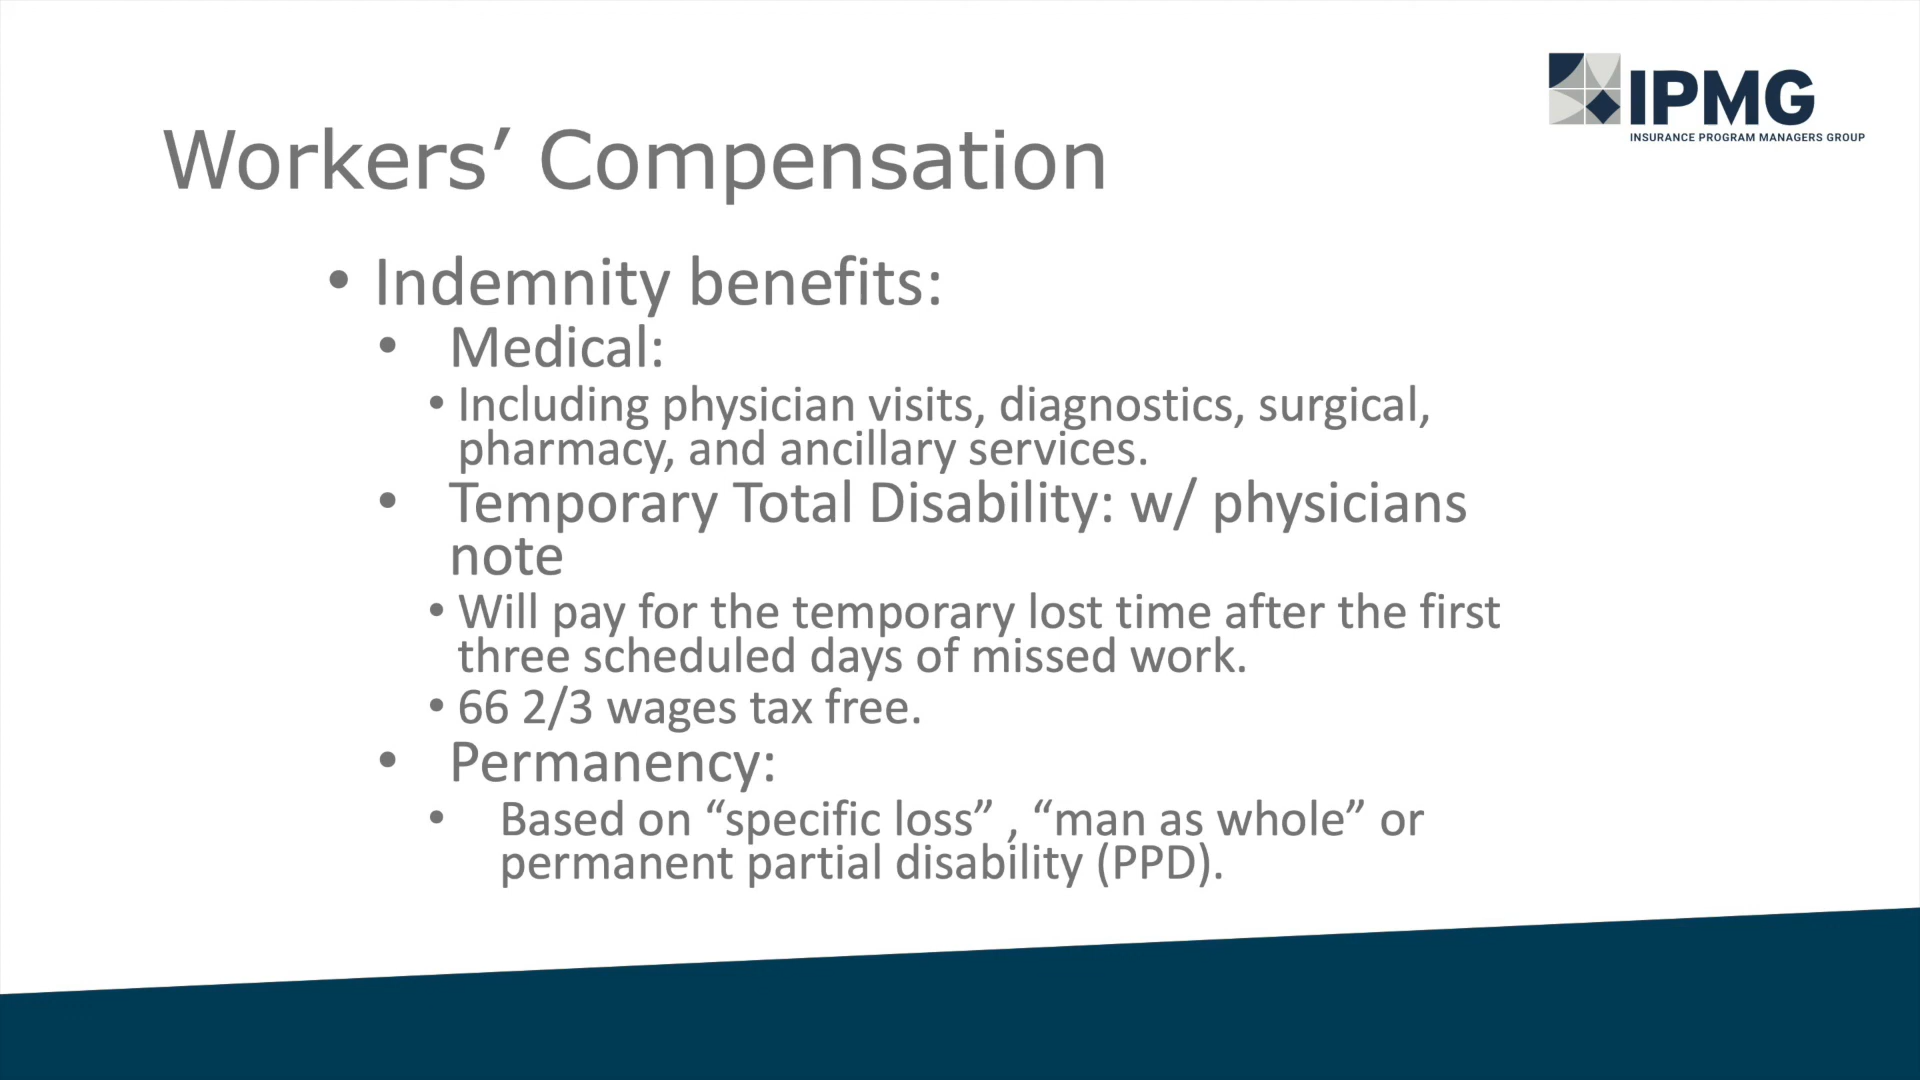 IPMG
INSURANCE PROGRAM MANAGERS GROUP
Workers’ Compensation
• Indemnity benefits:
• Medical:
• Including physician visits, diagnostics, surgical,
pharmacy, and ancillary services.
• Temporary Total Disability: w/ physicians
note
• Will pay for the temporary lost time after the first
three scheduled days of missed work.
• 66 2/3 wages tax free.
• Permanency:
• Based on “specific loss” , “man as whole” or
permanent partial disability (PPD).